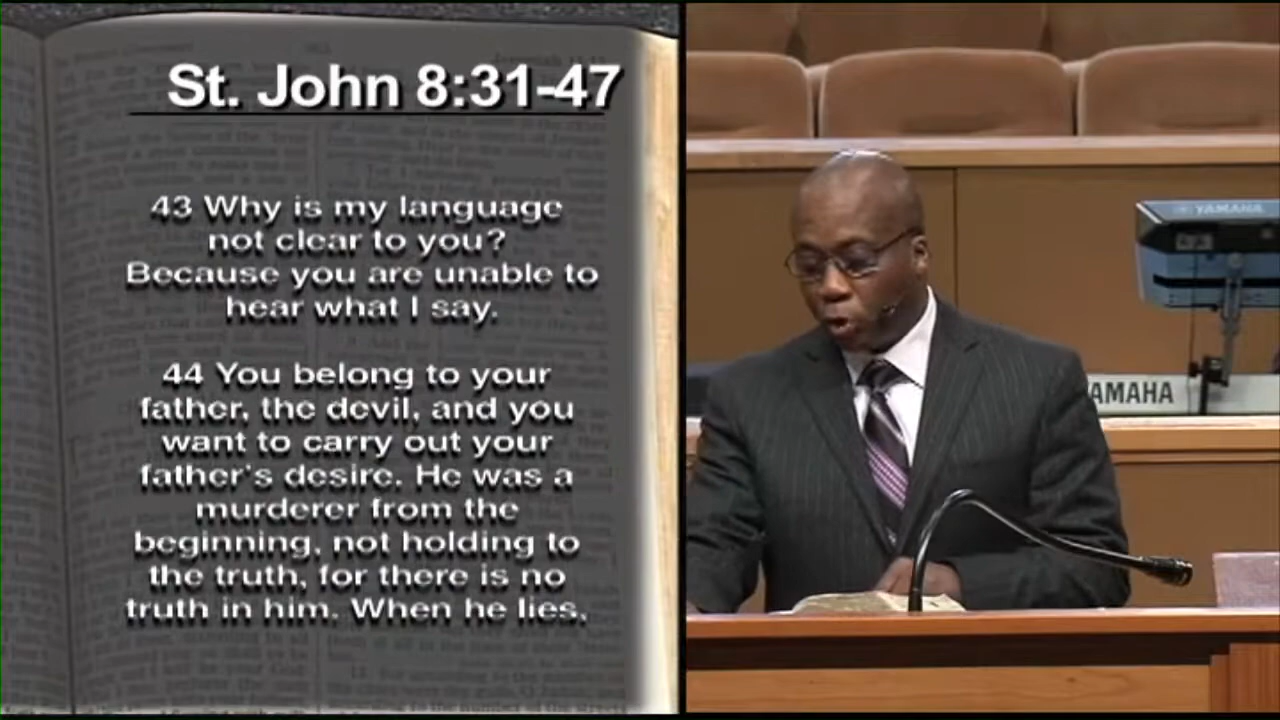 St. John 8:31-47
43 Why is my language
not clear to you?
Because you are unable to
hear what I say.
44 You belong to your
father, the devil, and you
want to carry out your
father's desire. He was a
murderer from the
beginning, not holding to
the truth, for there is no
truth in him. When he lies,
YAMAHA
YAMAHA